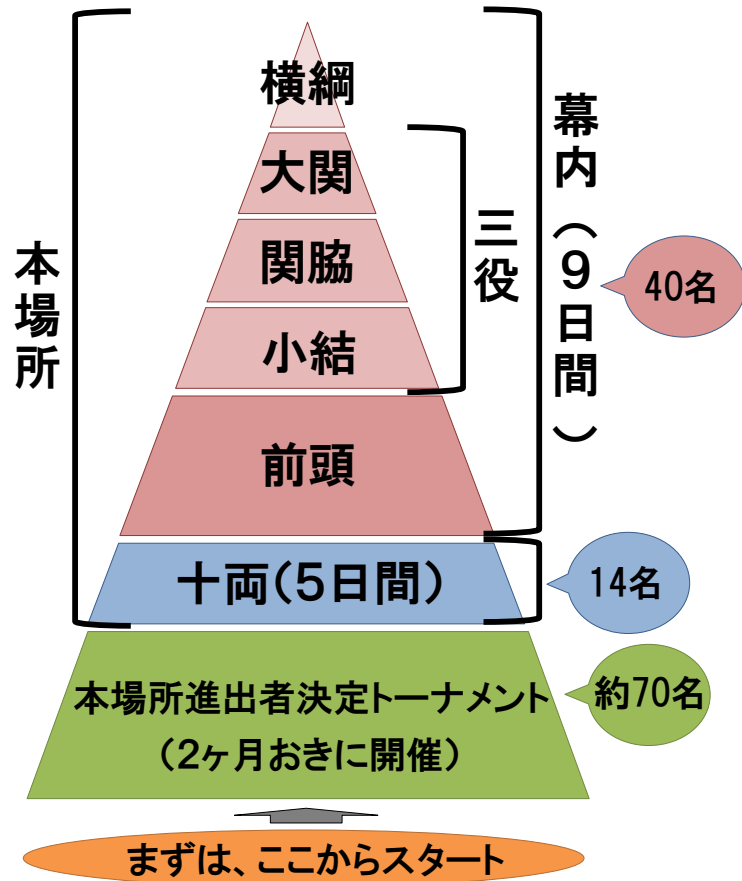 本場所
横綱
大関
関脇
小結
前頭
三役
幕内（9日間）
40名
十両（5日間）
14名
本場所進出者決定トーナメント
（2ヶ月おきに開催）
約70名
まずは、ここからスタート